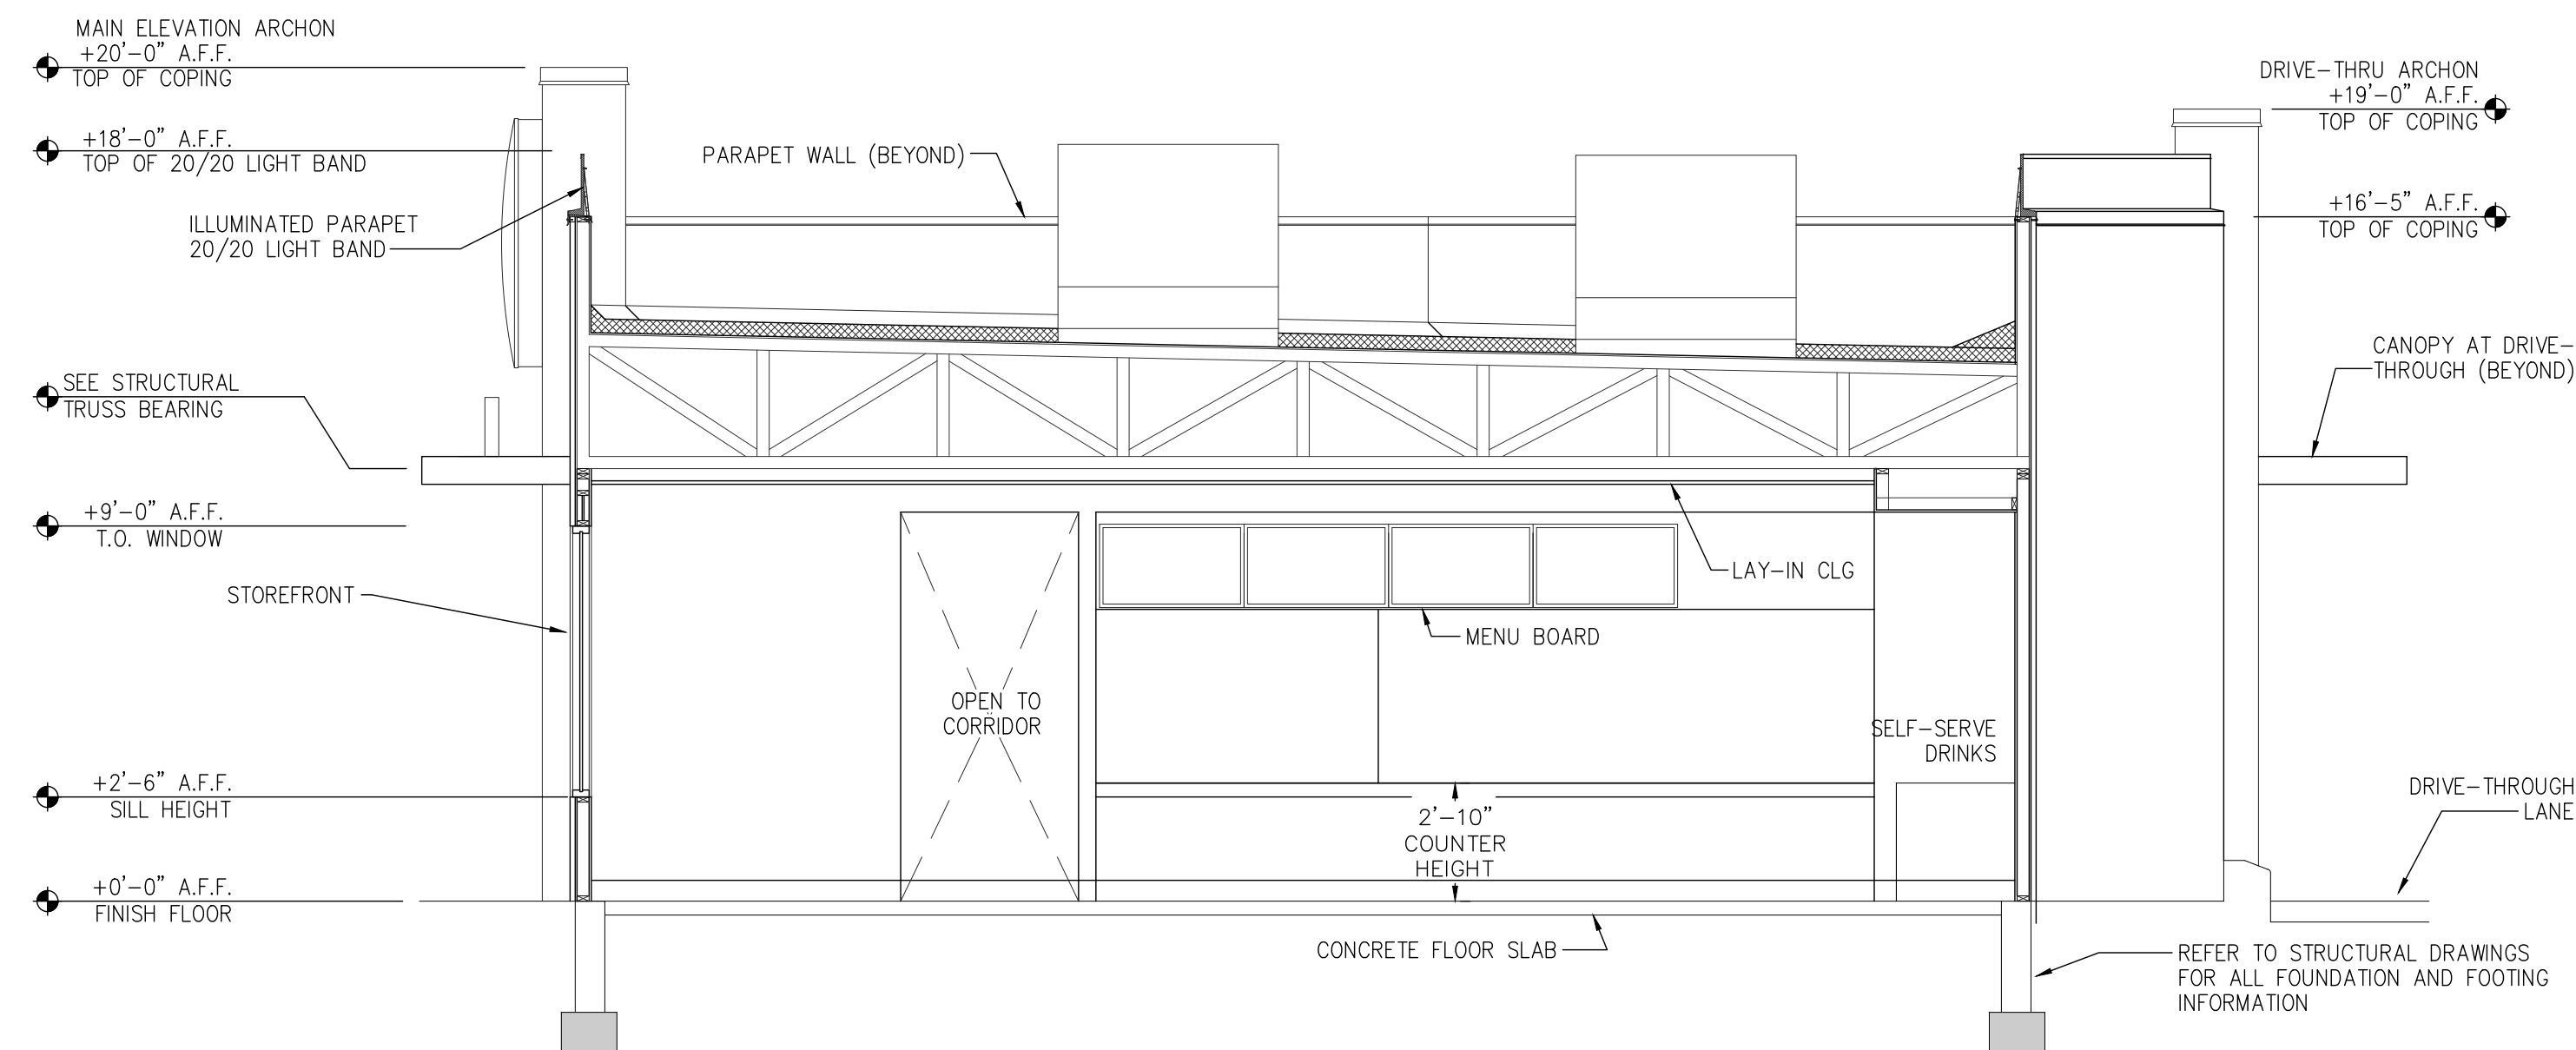 MAIN ELEVATION ARCHON
+20'-0" A.F.F.
TOP OF COPING
+18'-0" A.F.F.
TOP OF 20/20 LIGHT BAND
ILLUMINATED PARAPET
20/20 LIGHT BAND
SEE STRUCTURAL
TRUSS BEARING
+9'-0" A.F.F.
T.O. WINDOW
STOREFRONT
+2'-6" A.F.F.
SILL HEIGHT
+0'-0" A.F.F.
FINISH FLOOR
PARAPET WALL (BEYOND)
OPEN TO
CORRIDOR
LAY-IN CLG
MENU BOARD
SELF-SERVE
DRINKS
2'-10"
COUNTER
HEIGHT
CONCRETE FLOOR SLAB
DRIVE-THRU ARCHON
+19'-0" A.F.F.
TOP OF COPING
+16'-5" A.F.F.
TOP OF COPING
CANOPY AT DRIVE-
THROUGH (BEYOND)
DRIVE-THROUGH
LANE
REFER TO STRUCTURAL DRAWINGS
FOR ALL FOUNDATION AND FOOTING
INFORMATION